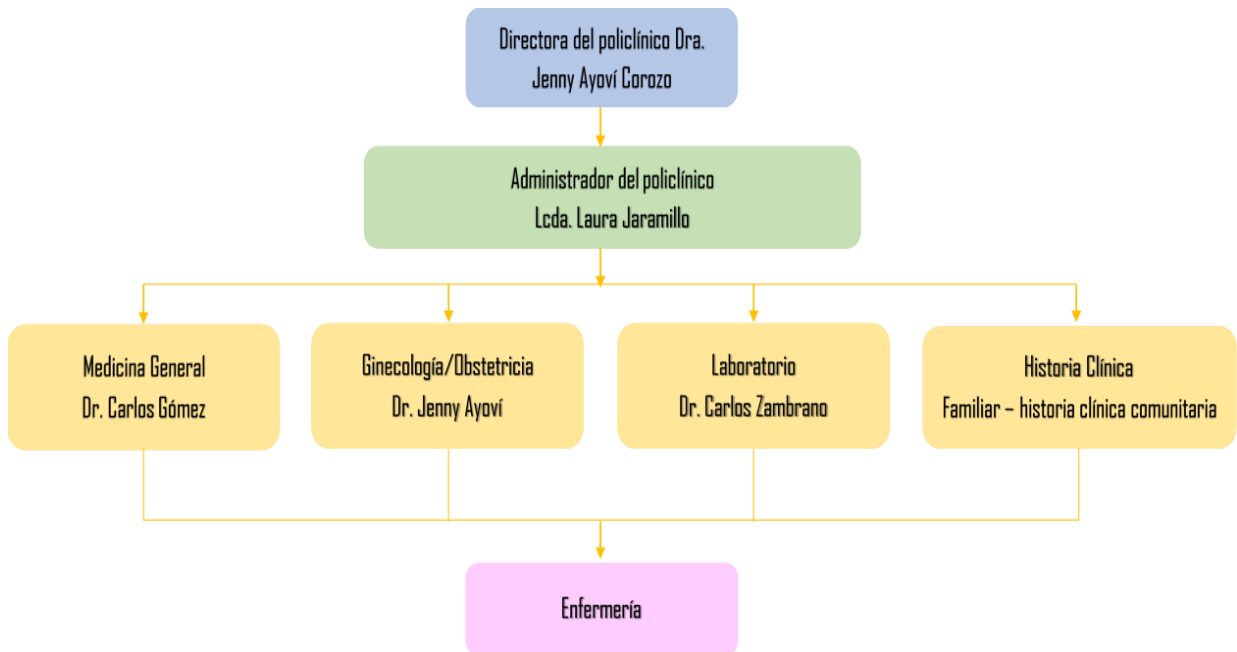 Directora del policlínico Dra.
Jenny Ayoví Corozo
Administrador del policlínico
Lcda. Laura Jaramillo
Medicina General
Dr. Carlos Gómez
Ginecología/Obstetricia
Dr. Jenny Ayoví
Laboratorio
Dr. Carlos Zambrano
Historia Clínica
Familiar – historia clínica comunitaria
Enfermería